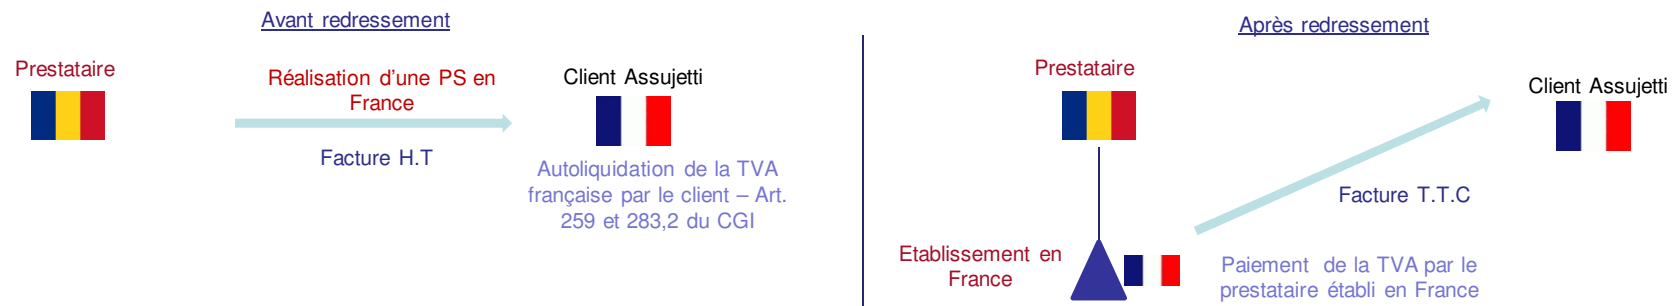 Avant redressement
Prestataire
Réalisation d'une PS en
France
Facture H.T
Client Assujetti
Autoliquidation de la TVA
française par le client – Art.
259 et 283,2 du CGI
Après redressement
Prestataire
Client Assujetti
Facture T.T.C
Etablissement en
France
Paiement de la TVA par le
prestataire établi en France